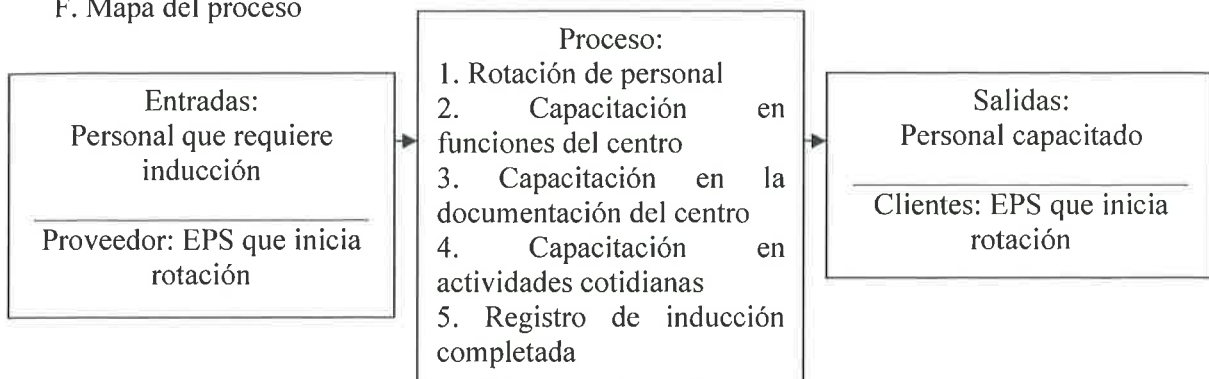 F. Mapa del proceso
Entradas:
Personal que requiere
inducción
Proveedor: EPS que inicia
rotación
Proceso:
1. Rotación de personal
2. Capacitación en
funciones del centro
3. Capacitación en la
documentación del centro
4. Capacitación en
actividades cotidianas
5. Registro de inducción
completada
Salidas:
Personal capacitado
Clientes: EPS que inicia
rotación